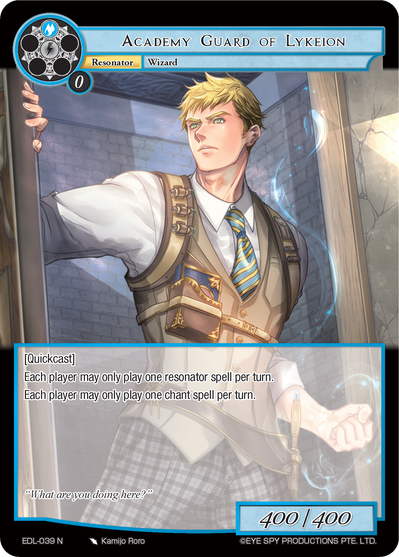 Academy Guard of Lykeion
Resonator Wizard
0
[Quickcast]
Each player may only play one resonator spell per turn.
Each player may only play one chant spell per turn.
"What are you doing here?"
400/400
EDL-039 N Kamijo Roro ©EYE SPY PRODUCTIONS PTE. LTD.